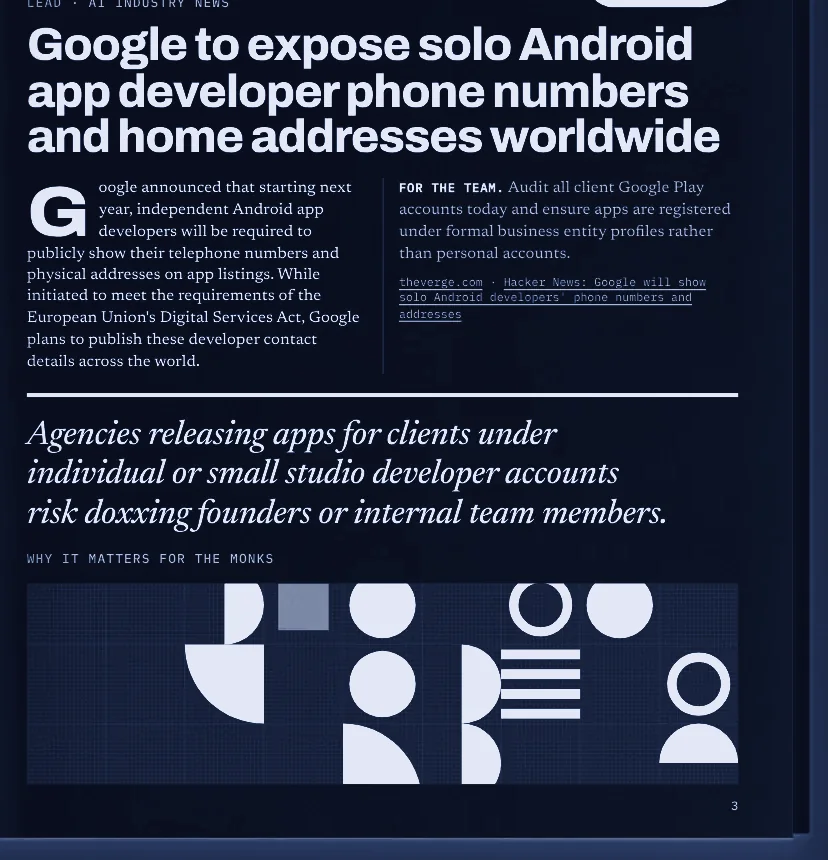 LEAD · AI INDUSTRY NEWS
Google to expose solo Android
app developer phone numbers
and home addresses worldwide
Google announced that starting next
year, independent Android app
developers will be required to
publicly show their telephone numbers and
physical addresses on app listings. While
initiated to meet the requirements of the
European Union's Digital Services Act, Google
plans to publish these developer contact
details across the world.
FOR THE TEAM. Audit all client Google Play
accounts today and ensure apps are registered
under formal business entity profiles rather
than personal accounts.
theverge.com · Hacker News: Google will show
solo Android developers' phone numbers and
addresses
Agencies releasing apps for clients under
individual or small studio developer accounts
risk doxxing founders or internal team members.
WHY IT MATTERS FOR THE MONKS
3